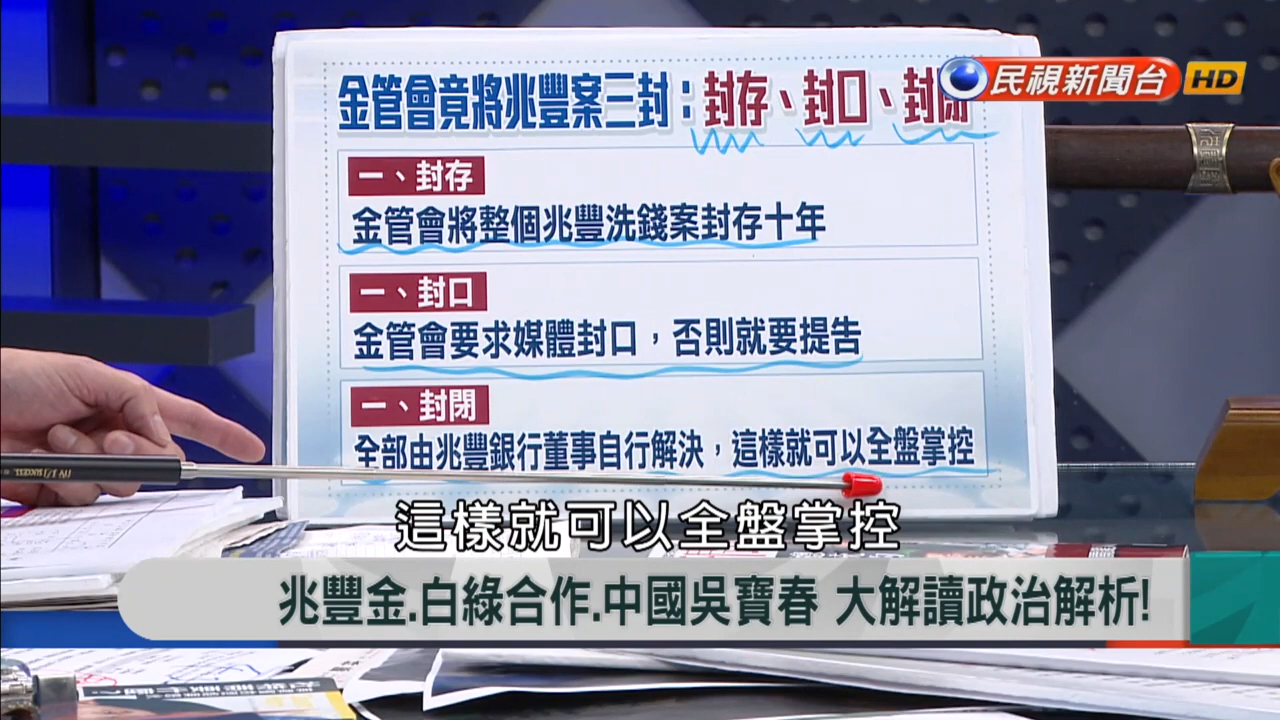 金管會竟將兆豐案三封：封存、封口、封閉
民視新聞台 HD
一、封存
金管會將整個兆豐洗錢案封存十年
一、封口
金管會要求媒體封口，否則就要提告
一、封閉
全部由兆豐銀行董事自行解決，這樣就可以全盤掌控
這樣就可以全盤掌控
兆豐金.白綠合作.中國吳寶春 大解讀政治解析!